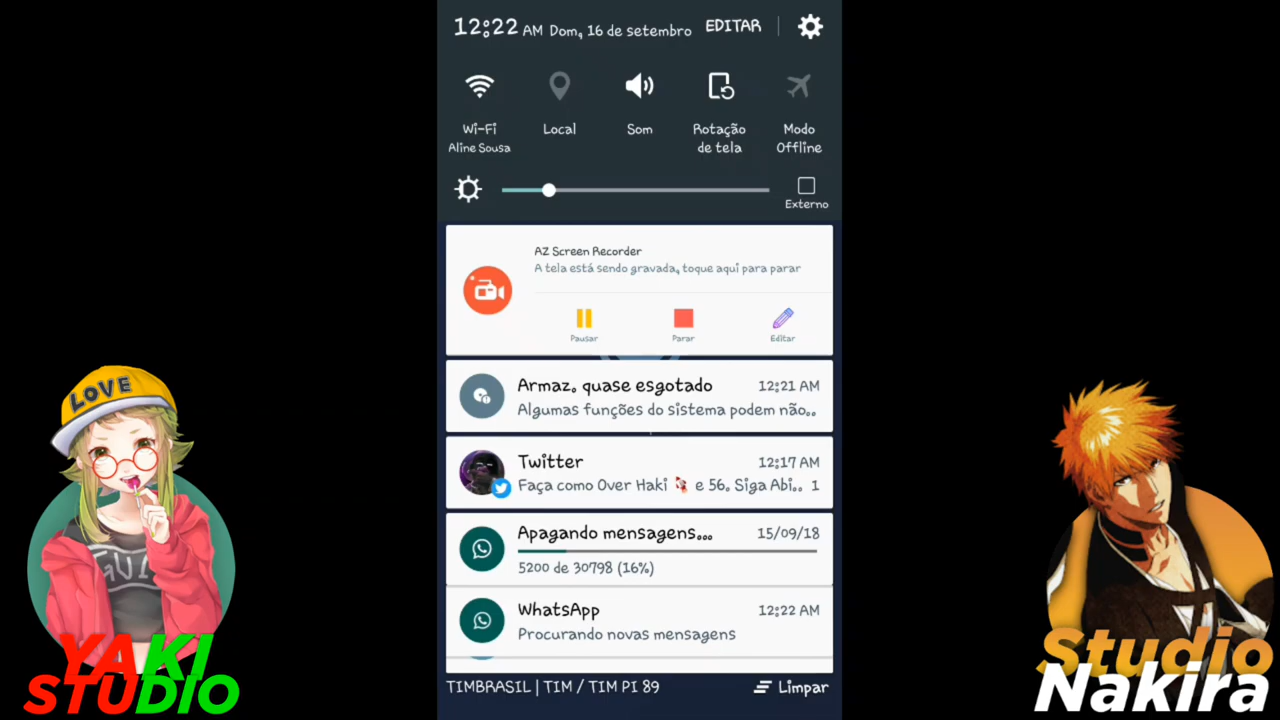 12:22 AM Dom, 16 de setembro EDITAR
Wi-Fi
Aline Sousa
Local
Som
Rotação
de tela
Modo
Offline
Externo
AZ Screen Recorder
A tela está sendo gravada, toque aqui para parar
Pausar
Parar
Editar
Armaz. quase esgotado 12:21 AM
Algumas funções do sistema podem não..
Twitter 12:17 AM
Faça como Over Haki e 56. Siga Abi.. 1
Apagando mensagens... 15/09/18
5200 de 30798 (16%)
WhatsApp 12:22 AM
Procurando novas mensagens
TIMBRASIL | TIM / TIM PI 89 Limpar
LOVE
YAKI
STUDIO
Studio
Nakira